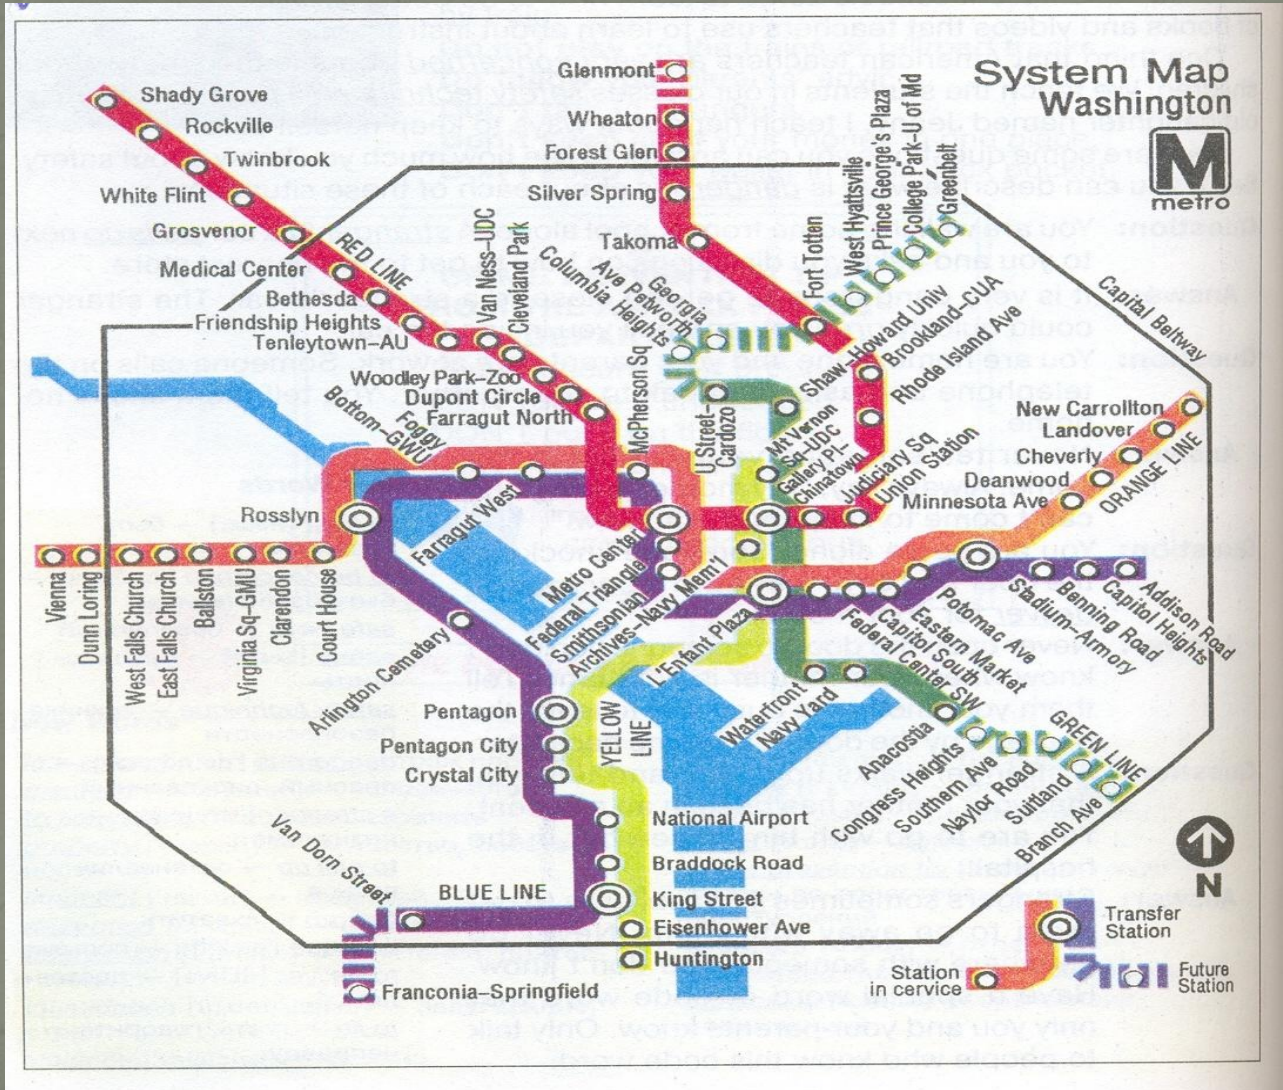 System Map
Washington
M
metro
Glenmont
Wheaton
Forest Glen
Silver Spring
Takoma
Shady Grove
Rockville
Twinbrook
White Flint
Grosvenor
RED LINE
Medical Center
Bethesda
Friendship Heights
Tenleytown–AU
Van Ness–UDC
Cleveland Park
Woodley Park–Zoo
Dupont Circle
Farragut North
Fort Totten
West Hyattsville
Prince George's Plaza
College Park–U of Md
Greenbelt
Georgia
Ave Petworth
Columbia
Heights
Capital Beltway
Shaw–Howard Univ
Brookland–CUA
Rhode Island Ave
McPherson Sq
U Street–
Cardozo
Mt Vernon
Sq–UDC
Gallery Pl–
Chinatown
Judiciary Sq
Union Station
New Carrollton
Landover
Cheverly
Deanwood
Minnesota Ave
ORANGE LINE
Foggy
Bottom–GWU
Farragut West
Rosslyn
Metro Center
Federal Triangle
Smithsonian
Archives–Navy Mem'l
L'Enfant Plaza
Vienna
Dunn Loring
West Falls Church
East Falls Church
Ballston
Virginia Sq–GMU
Clarendon
Court House
Federal Center SW
Capitol South
Eastern Market
Potomac Ave
Stadium Armory
Benning Road
Capitol Heights
Addison Road
Arlington Cemetery
Pentagon
Pentagon City
Crystal City
YELLOW
LINE
Waterfront
Navy Yard
Anacostia
Congress Heights
Southern Ave
Naylor Road
Suitland
Branch Ave
GREEN LINE
National Airport
Braddock Road
King Street
Eisenhower Ave
Huntington
BLUE LINE
Van Dorn Street
Franconia–Springfield
N
Transfer
Station
Station
in cervice
Future
Station